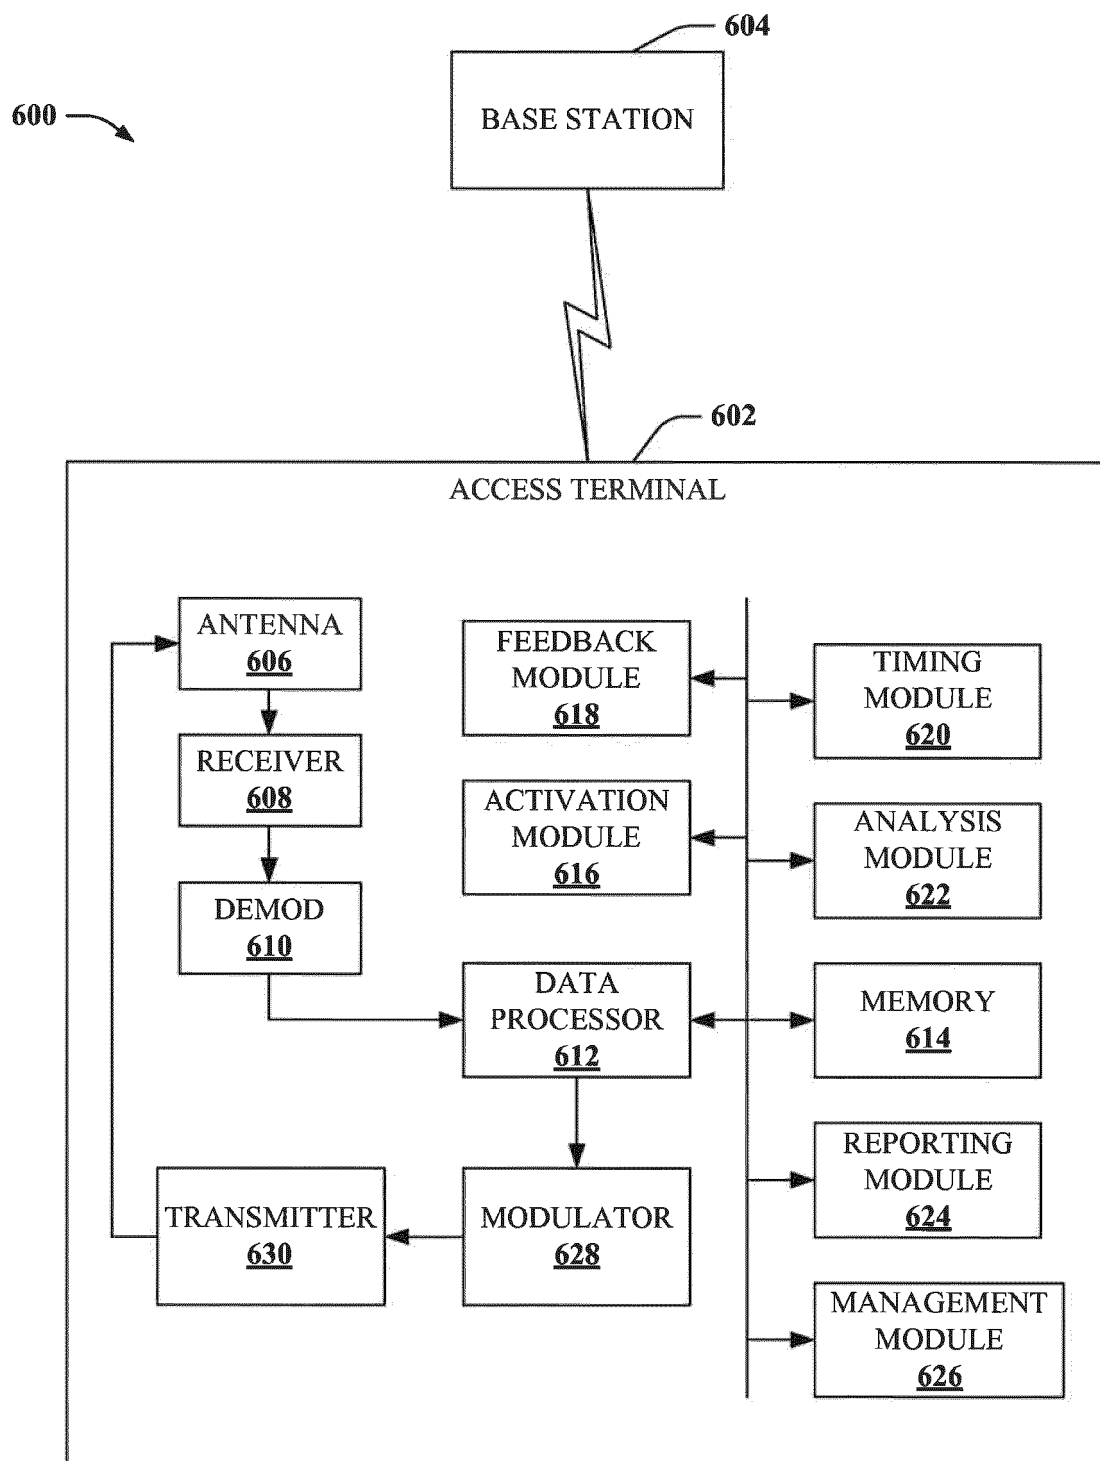 604
600
BASE STATION
602
ACCESS TERMINAL
ANTENNA
606
RECEIVER
608
DEMOD
610
FEEDBACK
MODULE
618
ACTIVATION
MODULE
616
DATA
PROCESSOR
612
TRANSMITTER
630
MODULATOR
628
TIMING
MODULE
620
ANALYSIS
MODULE
622
MEMORY
614
REPORTING
MODULE
624
MANAGEMENT
MODULE
626